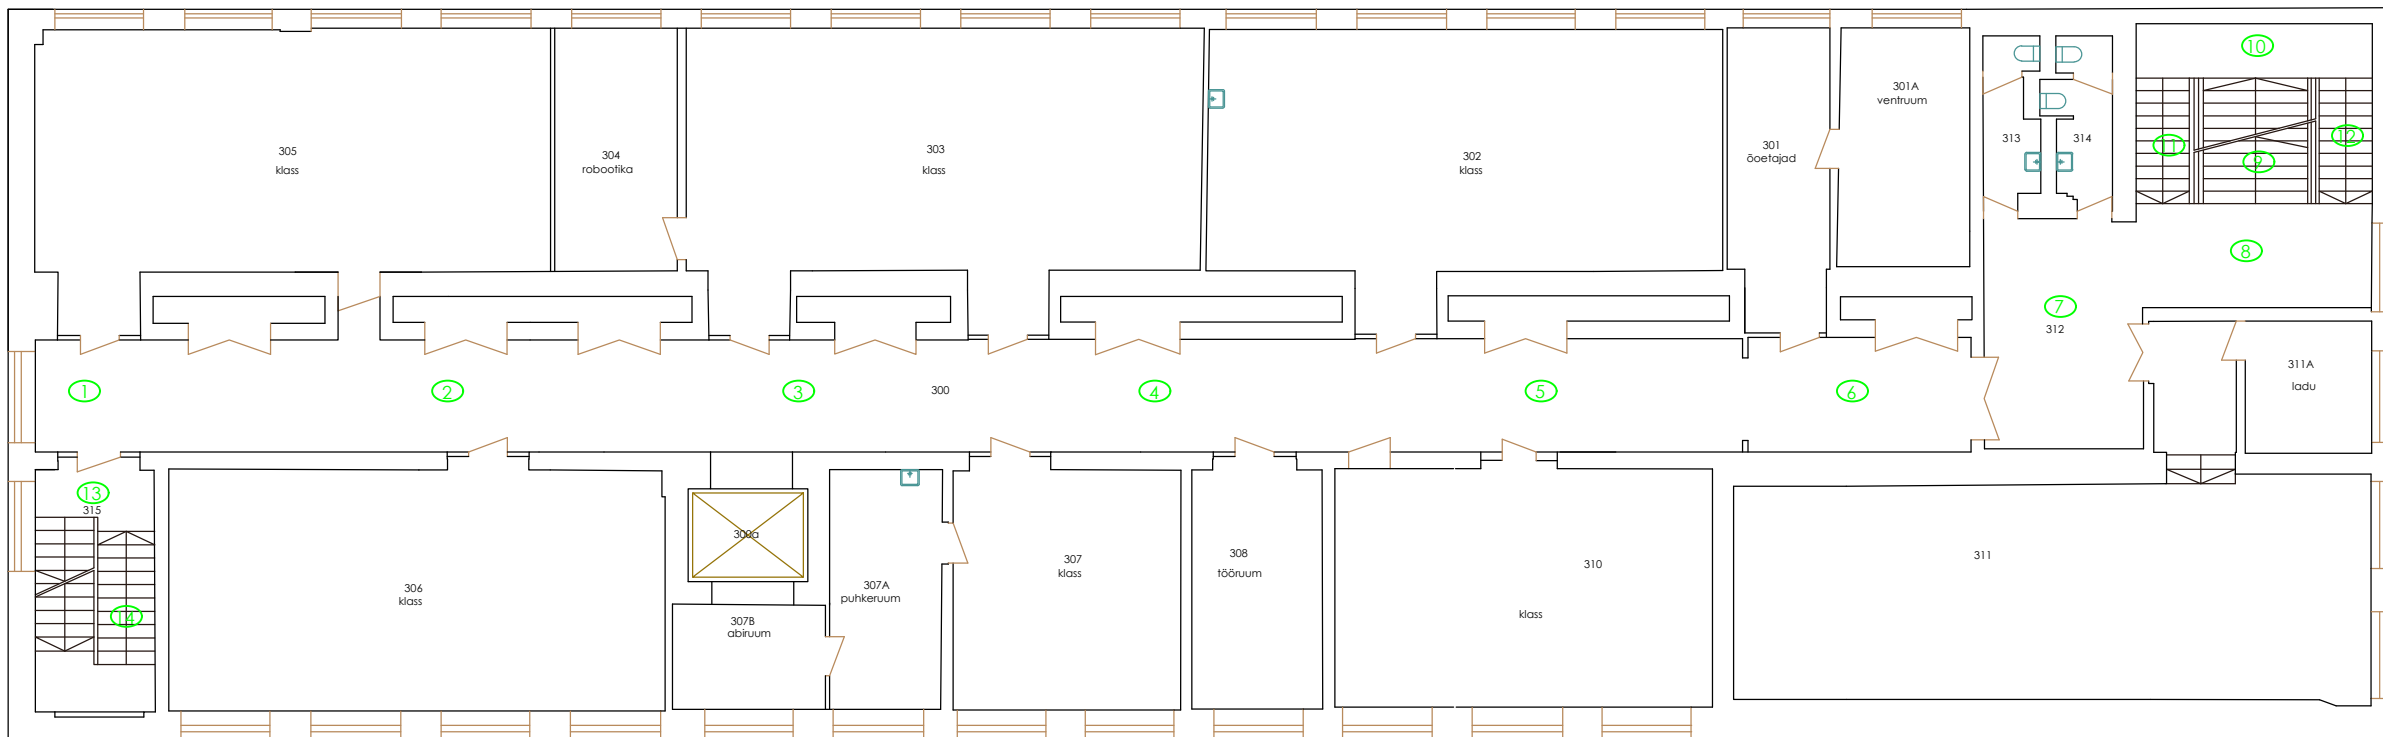 10
301A
ventruum
11
9
12
313
314
305
klass
304
robootika
303
klass
302
klass
301
õoetajad
8
7
312
311A
ladu
1
2
3
300
4
5
6
13
315
14
306
klass
300a
307B
abiruum
307A
puhkeruum
307
klass
308
tööruum
310
klass
311